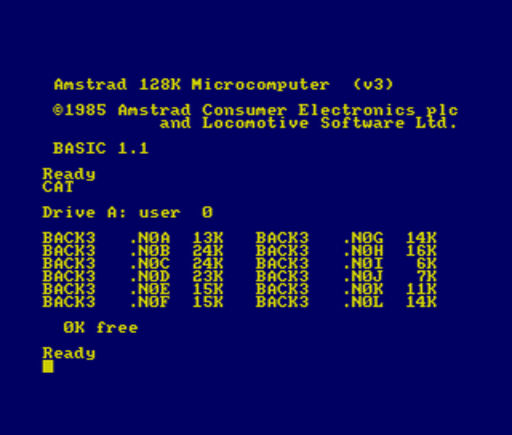 Amstrad 128K Microcomputer  (v3)
©1985 Amstrad Consumer Electronics plc
and Locomotive Software Ltd.
BASIC 1.1
Ready
CAT
Drive A: user  0
BACK3   .N0A  13K   BACK3   .N0G  14K
BACK3   .N0B  24K   BACK3   .N0H  16K
BACK3   .N0C  24K   BACK3   .N0I   6K
BACK3   .N0D  23K   BACK3   .N0J   7K
BACK3   .N0E  15K   BACK3   .N0K  11K
BACK3   .N0F  15K   BACK3   .N0L  14K
0K free
Ready